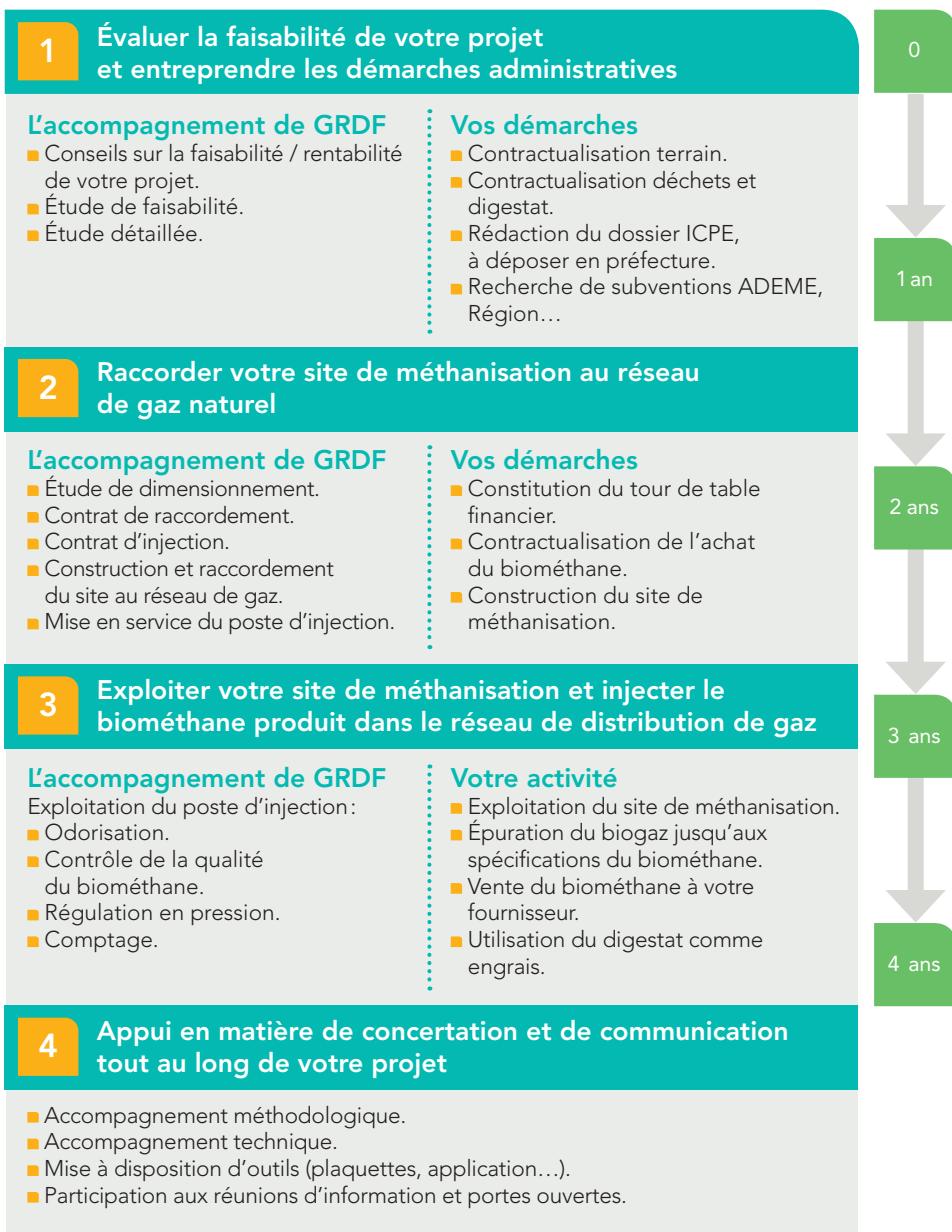 1
Évaluer la faisabilité de votre projet
et entreprendre les démarches administratives
L'accompagnement de GRDF
Conseils sur la faisabilité / rentabilité
de votre projet.
Étude de faisabilité.
Étude détaillée.
Vos démarches
Contractualisation terrain.
Contractualisation déchets et
digestat.
Rédaction du dossier ICPE,
à déposer en préfecture.
Recherche de subventions ADEME,
Région…
2
Raccorder votre site de méthanisation au réseau
de gaz naturel
L'accompagnement de GRDF
Étude de dimensionnement.
Contrat de raccordement.
Contrat d'injection.
Construction et raccordement
du site au réseau de gaz.
Mise en service du poste d'injection.
Vos démarches
Constitution du tour de table
financier.
Contractualisation de l'achat
du biométhane.
Construction du site de
méthanisation.
3
Exploiter votre site de méthanisation et injecter le
biométhane produit dans le réseau de distribution de gaz
L'accompagnement de GRDF
Exploitation du poste d'injection :
Odorisation.
Contrôle de la qualité
du biométhane.
Régulation en pression.
Comptage.
Votre activité
Exploitation du site de méthanisation.
Épuration du biogaz jusqu'aux
spécifications du biométhane.
Vente du biométhane à votre
fournisseur.
Utilisation du digestat comme
engrais.
4
Appui en matière de concertation et de communication
tout au long de votre projet
Accompagnement méthodologique.
Accompagnement technique.
Mise à disposition d'outils (plaquettes, application…).
Participation aux réunions d'information et portes ouvertes.
0
1 an
2 ans
3 ans
4 ans